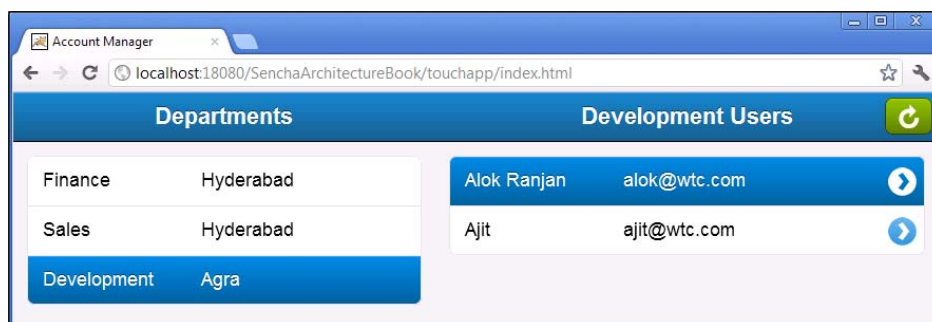 Account Manager
localhost:18080/SenchaArchitectureBook/touchapp/index.html
Departments
Development Users
Finance Hyderabad
Sales Hyderabad
Development Agra
Alok Ranjan alok@wtc.com
Ajit ajit@wtc.com